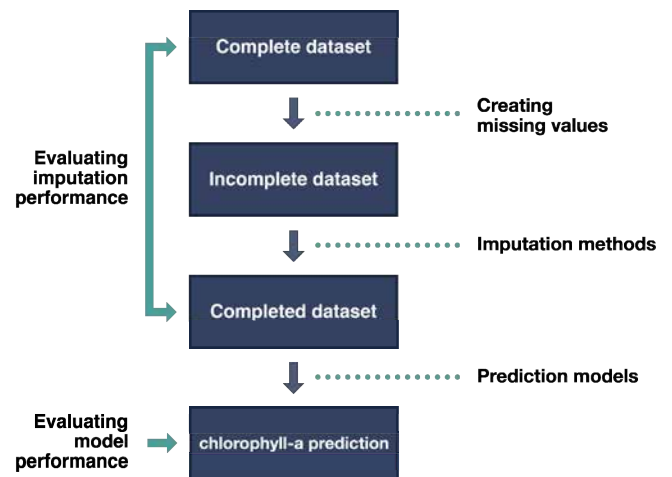 Complete dataset
Creating
missing values
Evaluating
imputation
performance
Incomplete dataset
Imputation methods
Completed dataset
Prediction models
Evaluating
model
performance
chlorophyll-a prediction